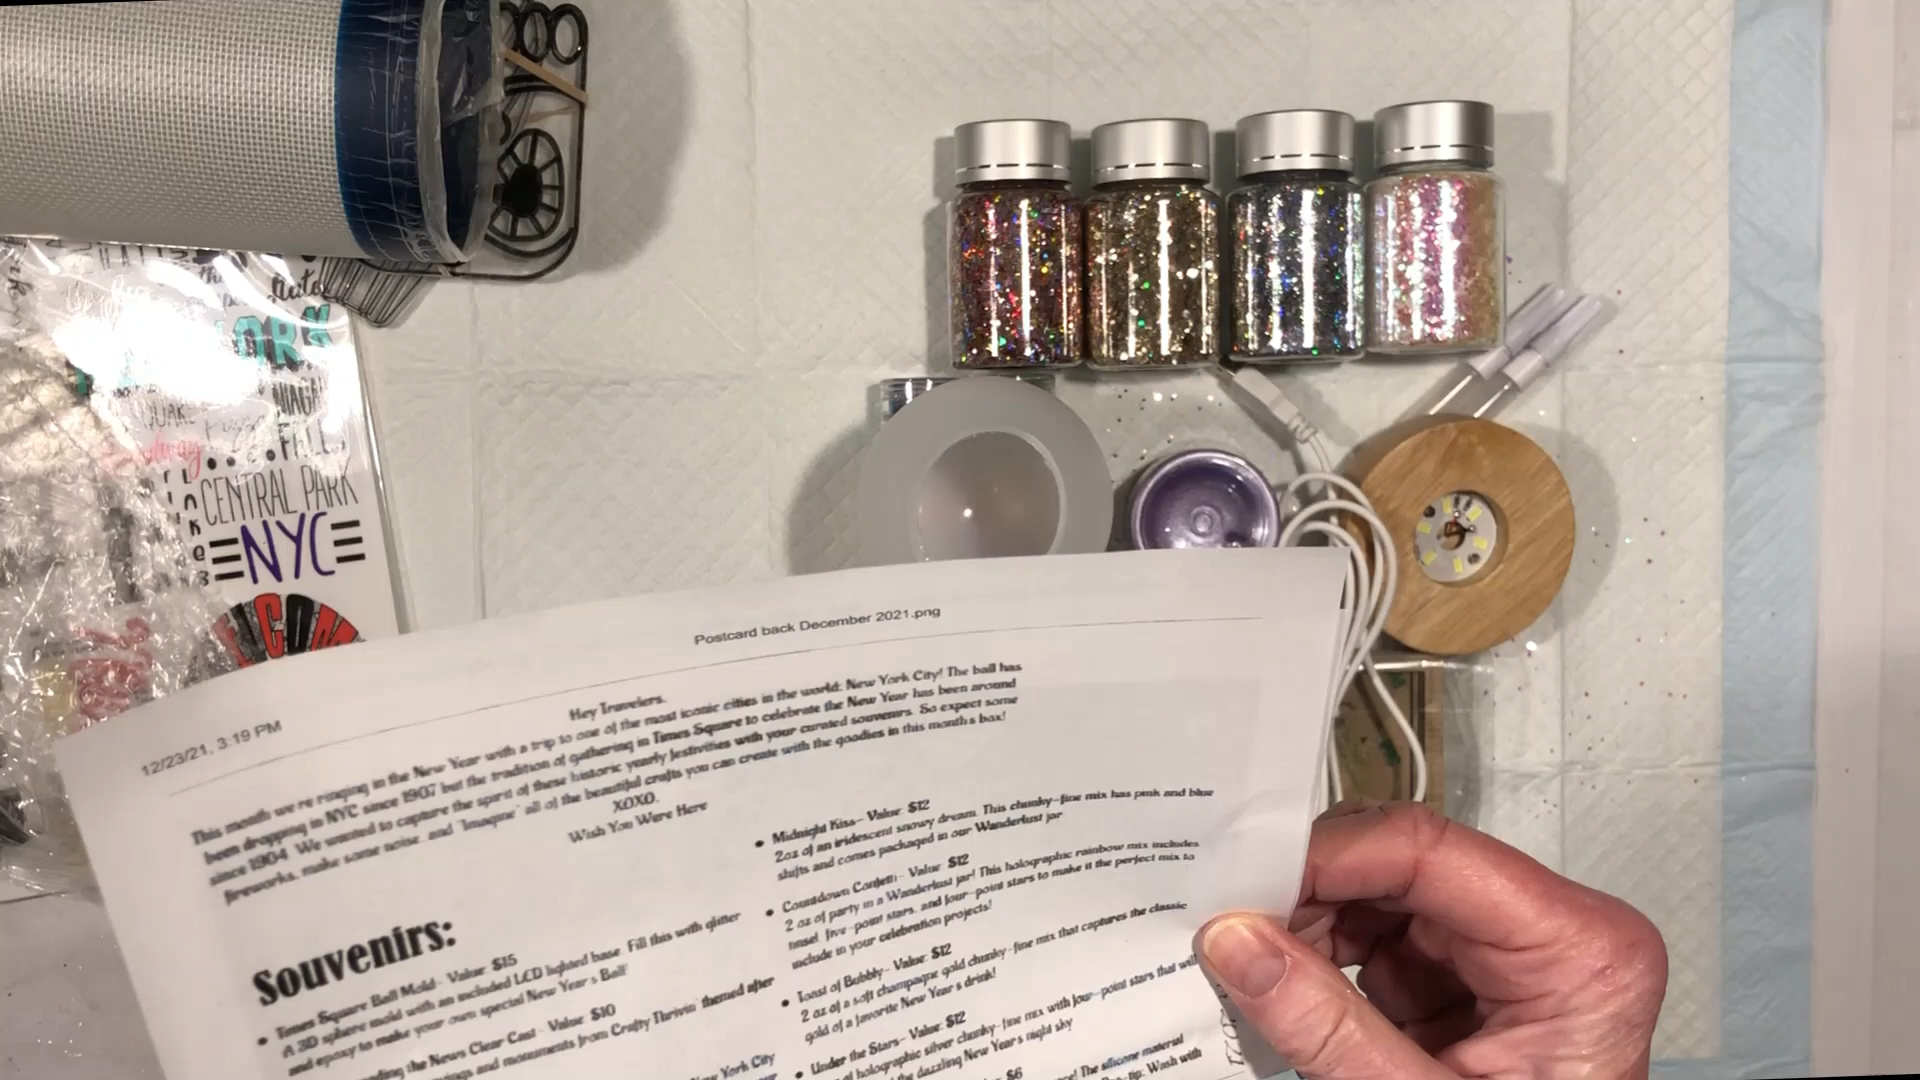 ORK
NIAGA
FALLS
CENTRAL PARK
NYC
Postcard back December 2021.png
12/23/21, 3:19 PM
Hey Travelers,
This month we're ringing in the New Year with a trip to one of the most iconic cities in the world: New York City! The ball has
been dropping in NYC since 1907 but the tradition of gathering in Times Square to celebrate the New Year has been around
since 1904. We wanted to capture the spirit of these historic yearly festivities with your curated souvenirs. So expect some
fireworks, make some noise, and "Imagine" all of the beautiful crafts you can create with the goodies in this month's box!
XOXO,
Wish You Were Here
Souvenirs:
• Times Square Ball Mold- Value: $15
A 3D sphere mold with an included LCD lighted base. Fill this with glitter
and epoxy to make your own special New Year's Ball!
the News Clear Cast- Value: $10
and monuments from Crafty Thrivin' themed after
New York City
• Midnight Kiss- Value: $12
2oz of an iridescent snowy dream. This chunky-fine mix has pink and blue
shifts and comes packaged in our Wanderlust jar
• Countdown Confetti- Value: $12
2 oz of party in a Wanderlust jar! This holographic rainbow mix includes
tinsel, five-point stars, and four-point stars to make it the perfect mix to
include in your celebration projects!
• Toast of Bubbly- Value: $12
2 oz of a soft champagne gold chunky-fine mix that captures the classic
gold of a favorite New Year's drink!
• Under the Stars- Value: $12
of holographic silver chunky-fine mix with four-point stars that will
the dazzling New Year's night sky
$6
The silicone material
tip: Wash with